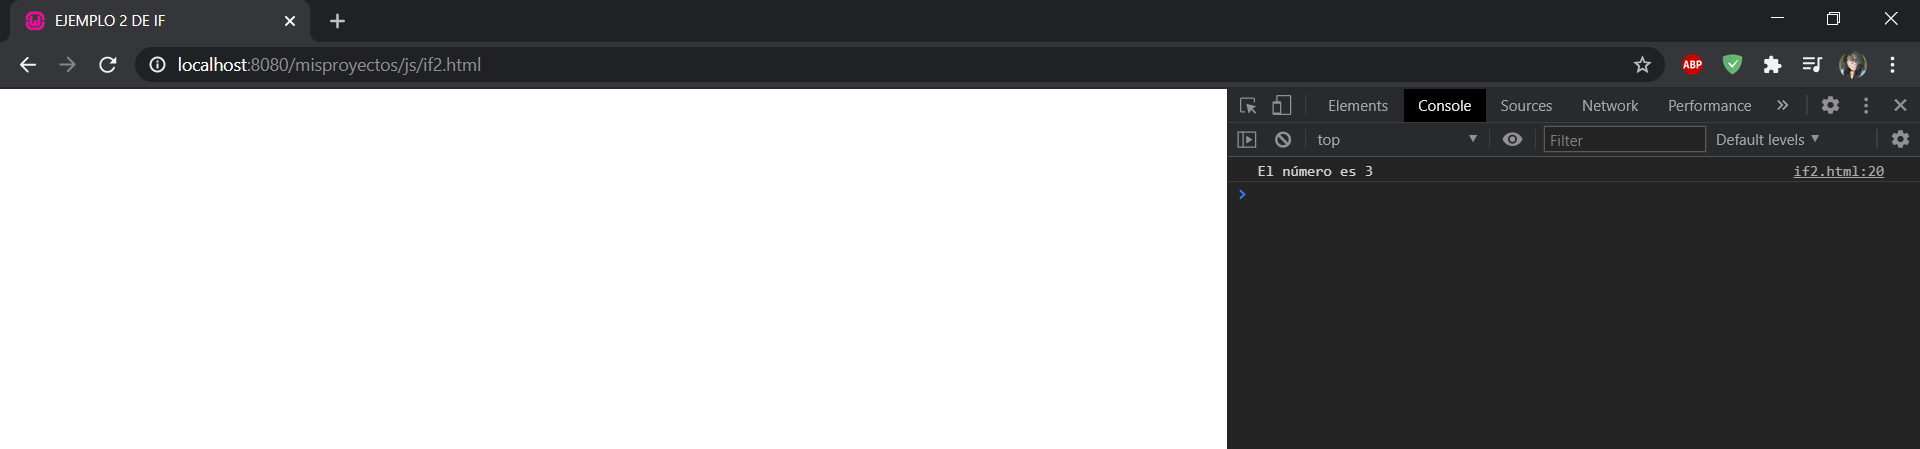 EJEMPLO 2 DE IF
localhost:8080/misproyectos/js/if2.html
ABP
Elements Console Sources Network Performance
top Filter Default levels
El número es 3 if2.html:20